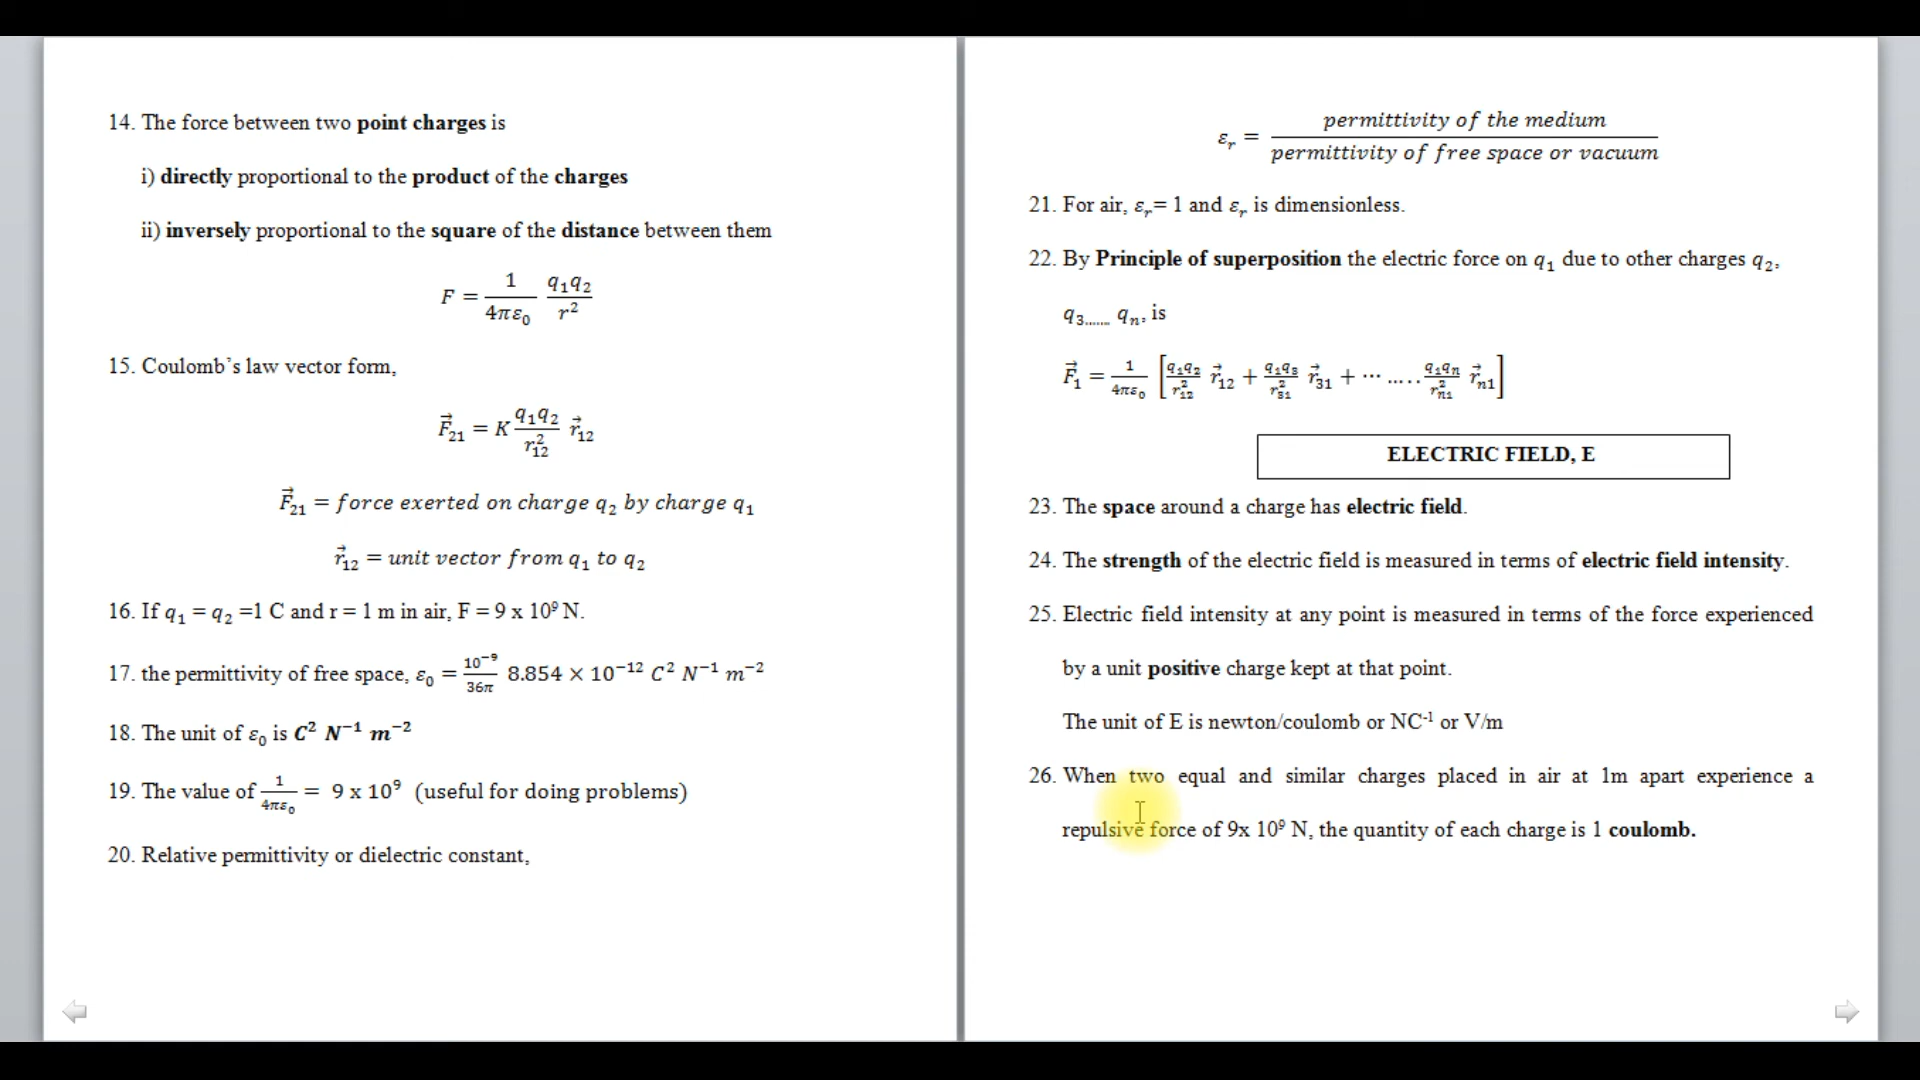 14. The force between two point charges is
i) directly proportional to the product of the charges
ii) inversely proportional to the square of the distance between them
F = 1/4πε₀ q₁q₂/r²
15. Coulomb's law vector form,
F⃗₂₁ = K q₁q₂/r₁₂² r⃗₁₂
F⃗₂₁ = force exerted on charge q₂ by charge q₁
r⃗₁₂ = unit vector from q₁ to q₂
16. If q₁ = q₂ =1 C and r = 1 m in air, F = 9 x 10⁹ N.
17. the permittivity of free space, ε₀ = 10⁻⁹/36π 8.854 × 10⁻¹² C² N⁻¹ m⁻²
18. The unit of ε₀ is C² N⁻¹ m⁻²
19. The value of 1/4πε₀ = 9 x 10⁹ (useful for doing problems)
20. Relative permittivity or dielectric constant,
εᵣ = permittivity of the medium/permittivity of free space or vacuum
21. For air, εᵣ= 1 and εᵣ is dimensionless.
22. By Principle of superposition the electric force on q₁ due to other charges q₂,
q₃....... qₙ, is
F⃗₁ = 1/4πε₀ [q₁q₂/r₁₂² r⃗₁₂ + q₁q₃/r₃₁² r⃗₃₁ + ⋯ ..... q₁qₙ/rₙ₁² r⃗ₙ₁]
ELECTRIC FIELD, E
23. The space around a charge has electric field.
24. The strength of the electric field is measured in terms of electric field intensity.
25. Electric field intensity at any point is measured in terms of the force experienced
by a unit positive charge kept at that point.
The unit of E is newton/coulomb or NC⁻¹ or V/m
26. When two equal and similar charges placed in air at 1m apart experience a
repulsive force of 9x 10⁹ N, the quantity of each charge is 1 coulomb.